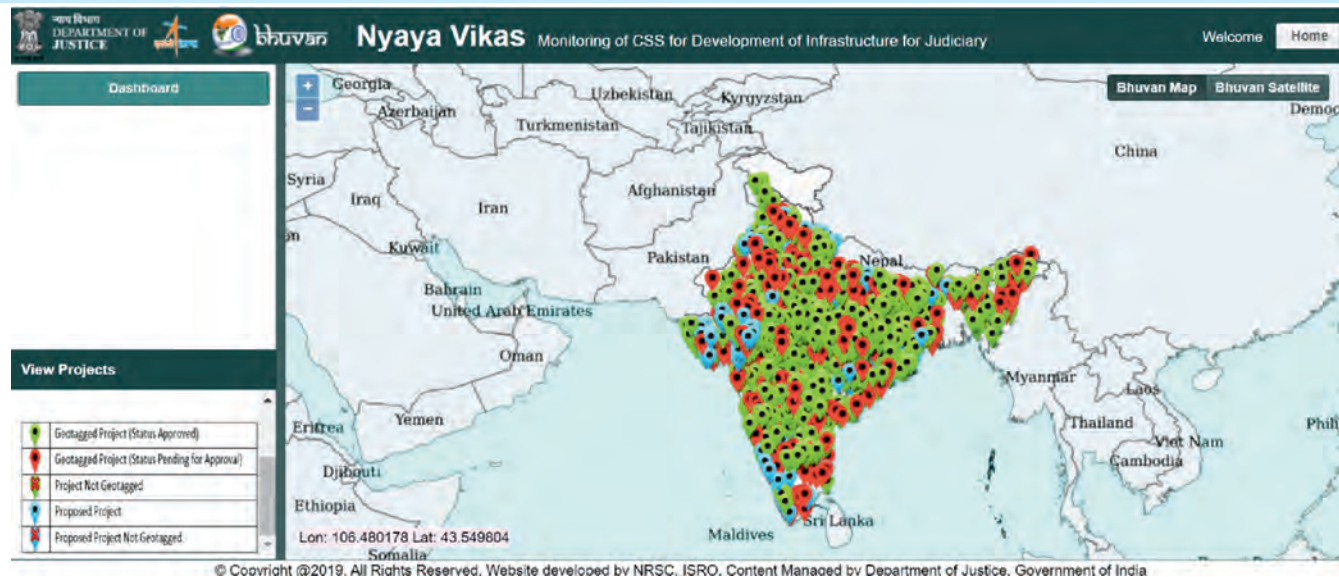 न्याय विभाग
DEPARTMENT OF
JUSTICE
bhuvan
Nyaya Vikas Monitoring of CSS for Development of Infrastructure for Judiciary
Welcome Home
Dashboard
+
-
Bhuvan Map Bhuvan Satellite
Georgia
Uzbekistan
Kyrgyzstan
Azerbaijan
Turkmenistan
Tajikistan
China
Syria
Iraq
Iran
Afghanistan
Kuwait
Pakistan
Nepal
Bahrain
United Arab Emirates
Oman
Myanmar
Laos
Yemen
Eritrea
Thailand
Viet Nam
Cambodia
Djibouti
Ethiopia
Sri Lanka
Maldives
Somalia
Lon: 106.480178 Lat: 43.549804
View Projects
Geotagged Project (Status Approved)
Geotagged Project (Status Pending for Approval)
Project Not Geotagged
Proposed Project
Proposed Project Not Geotagged
© Copyright @2019. All Rights Reserved. Website developed by NRSC, ISRO. Content Managed by Department of Justice, Government of India